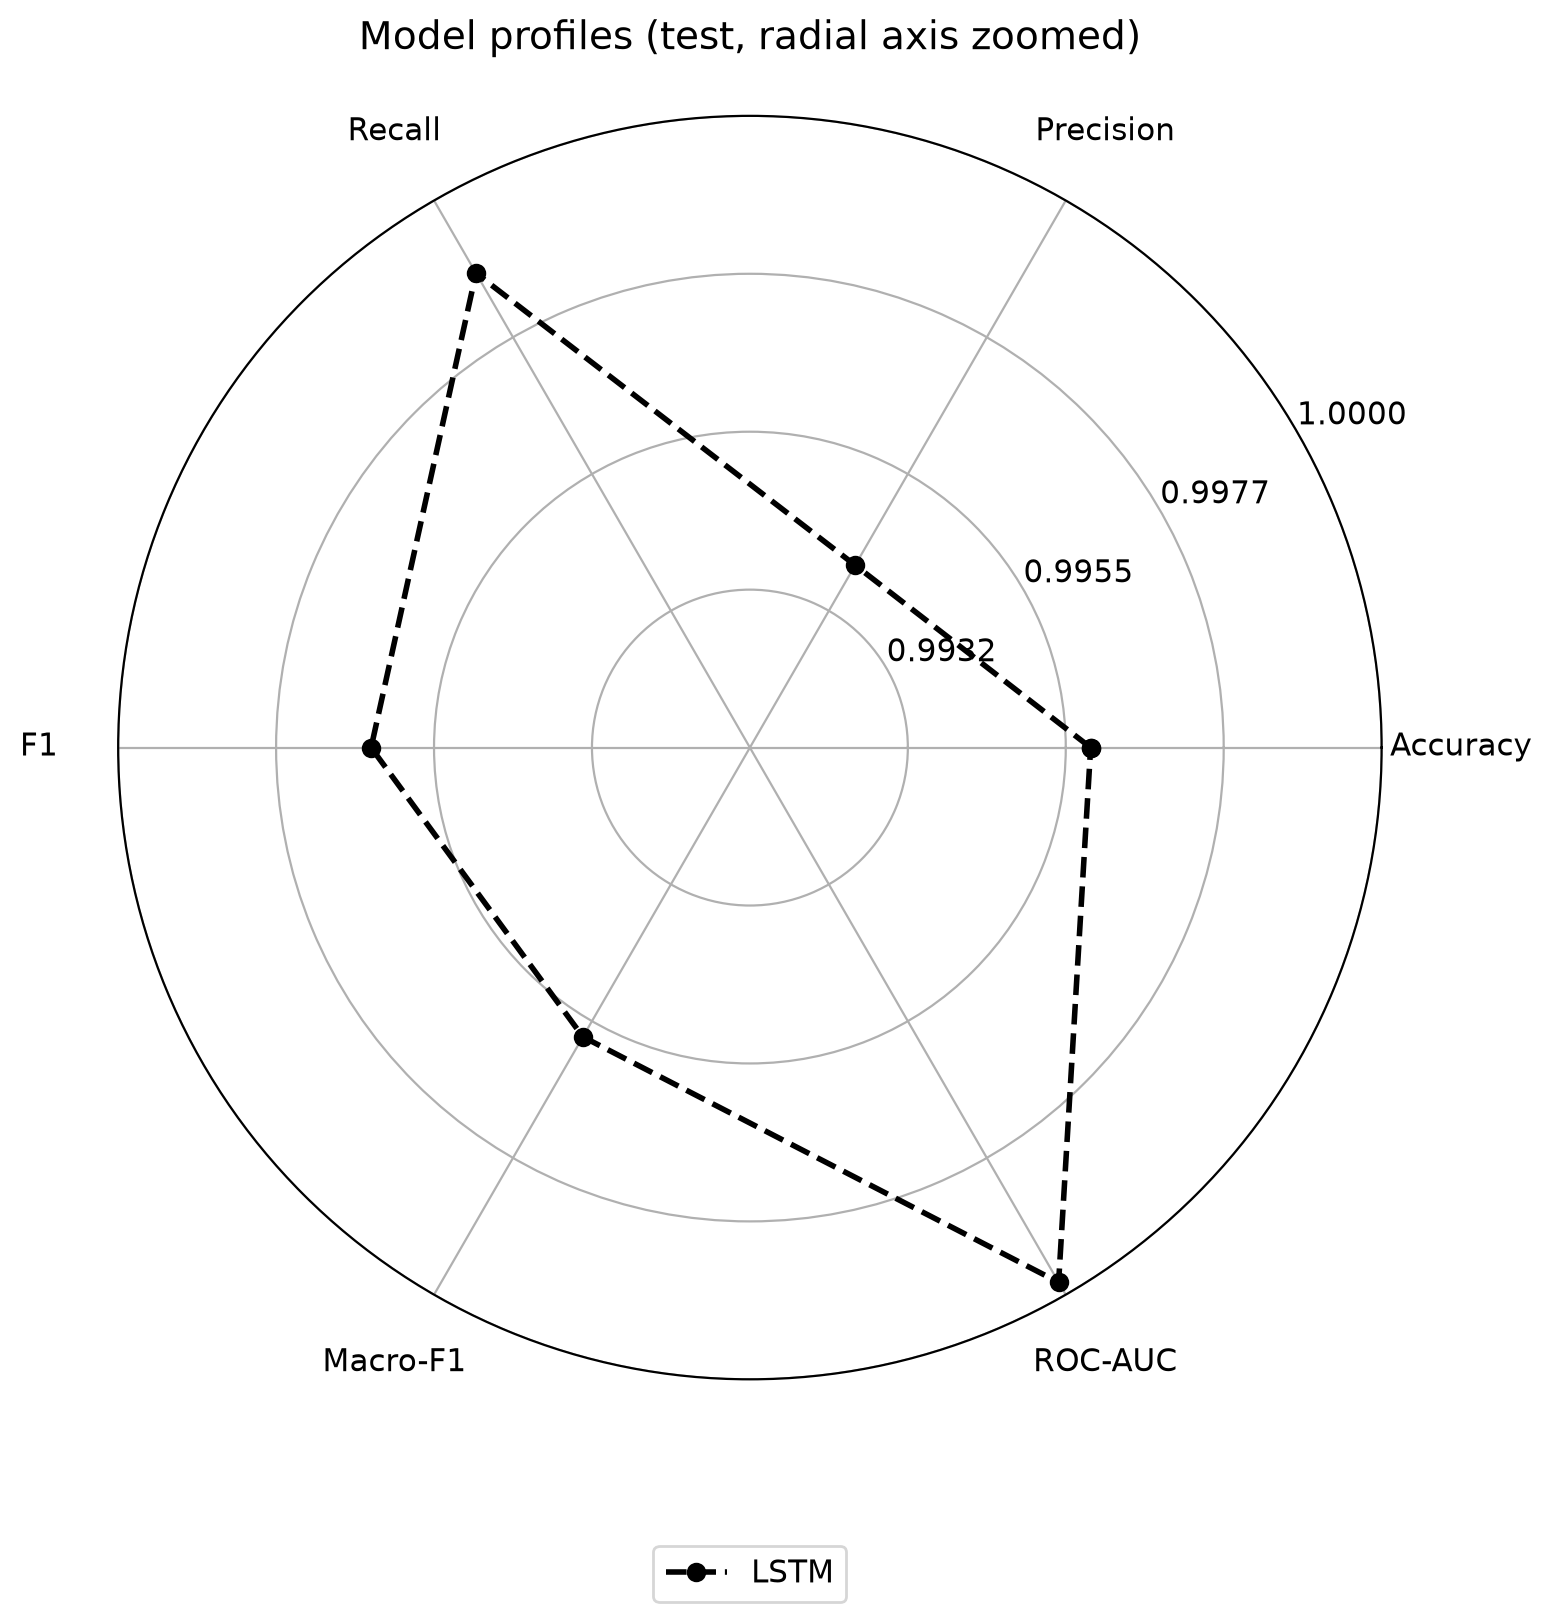 Model profiles (test, radial axis zoomed)
Recall
Precision
1.0000
0.9977
0.9955
0.9932
F1
Accuracy
Macro-F1
ROC-AUC
LSTM